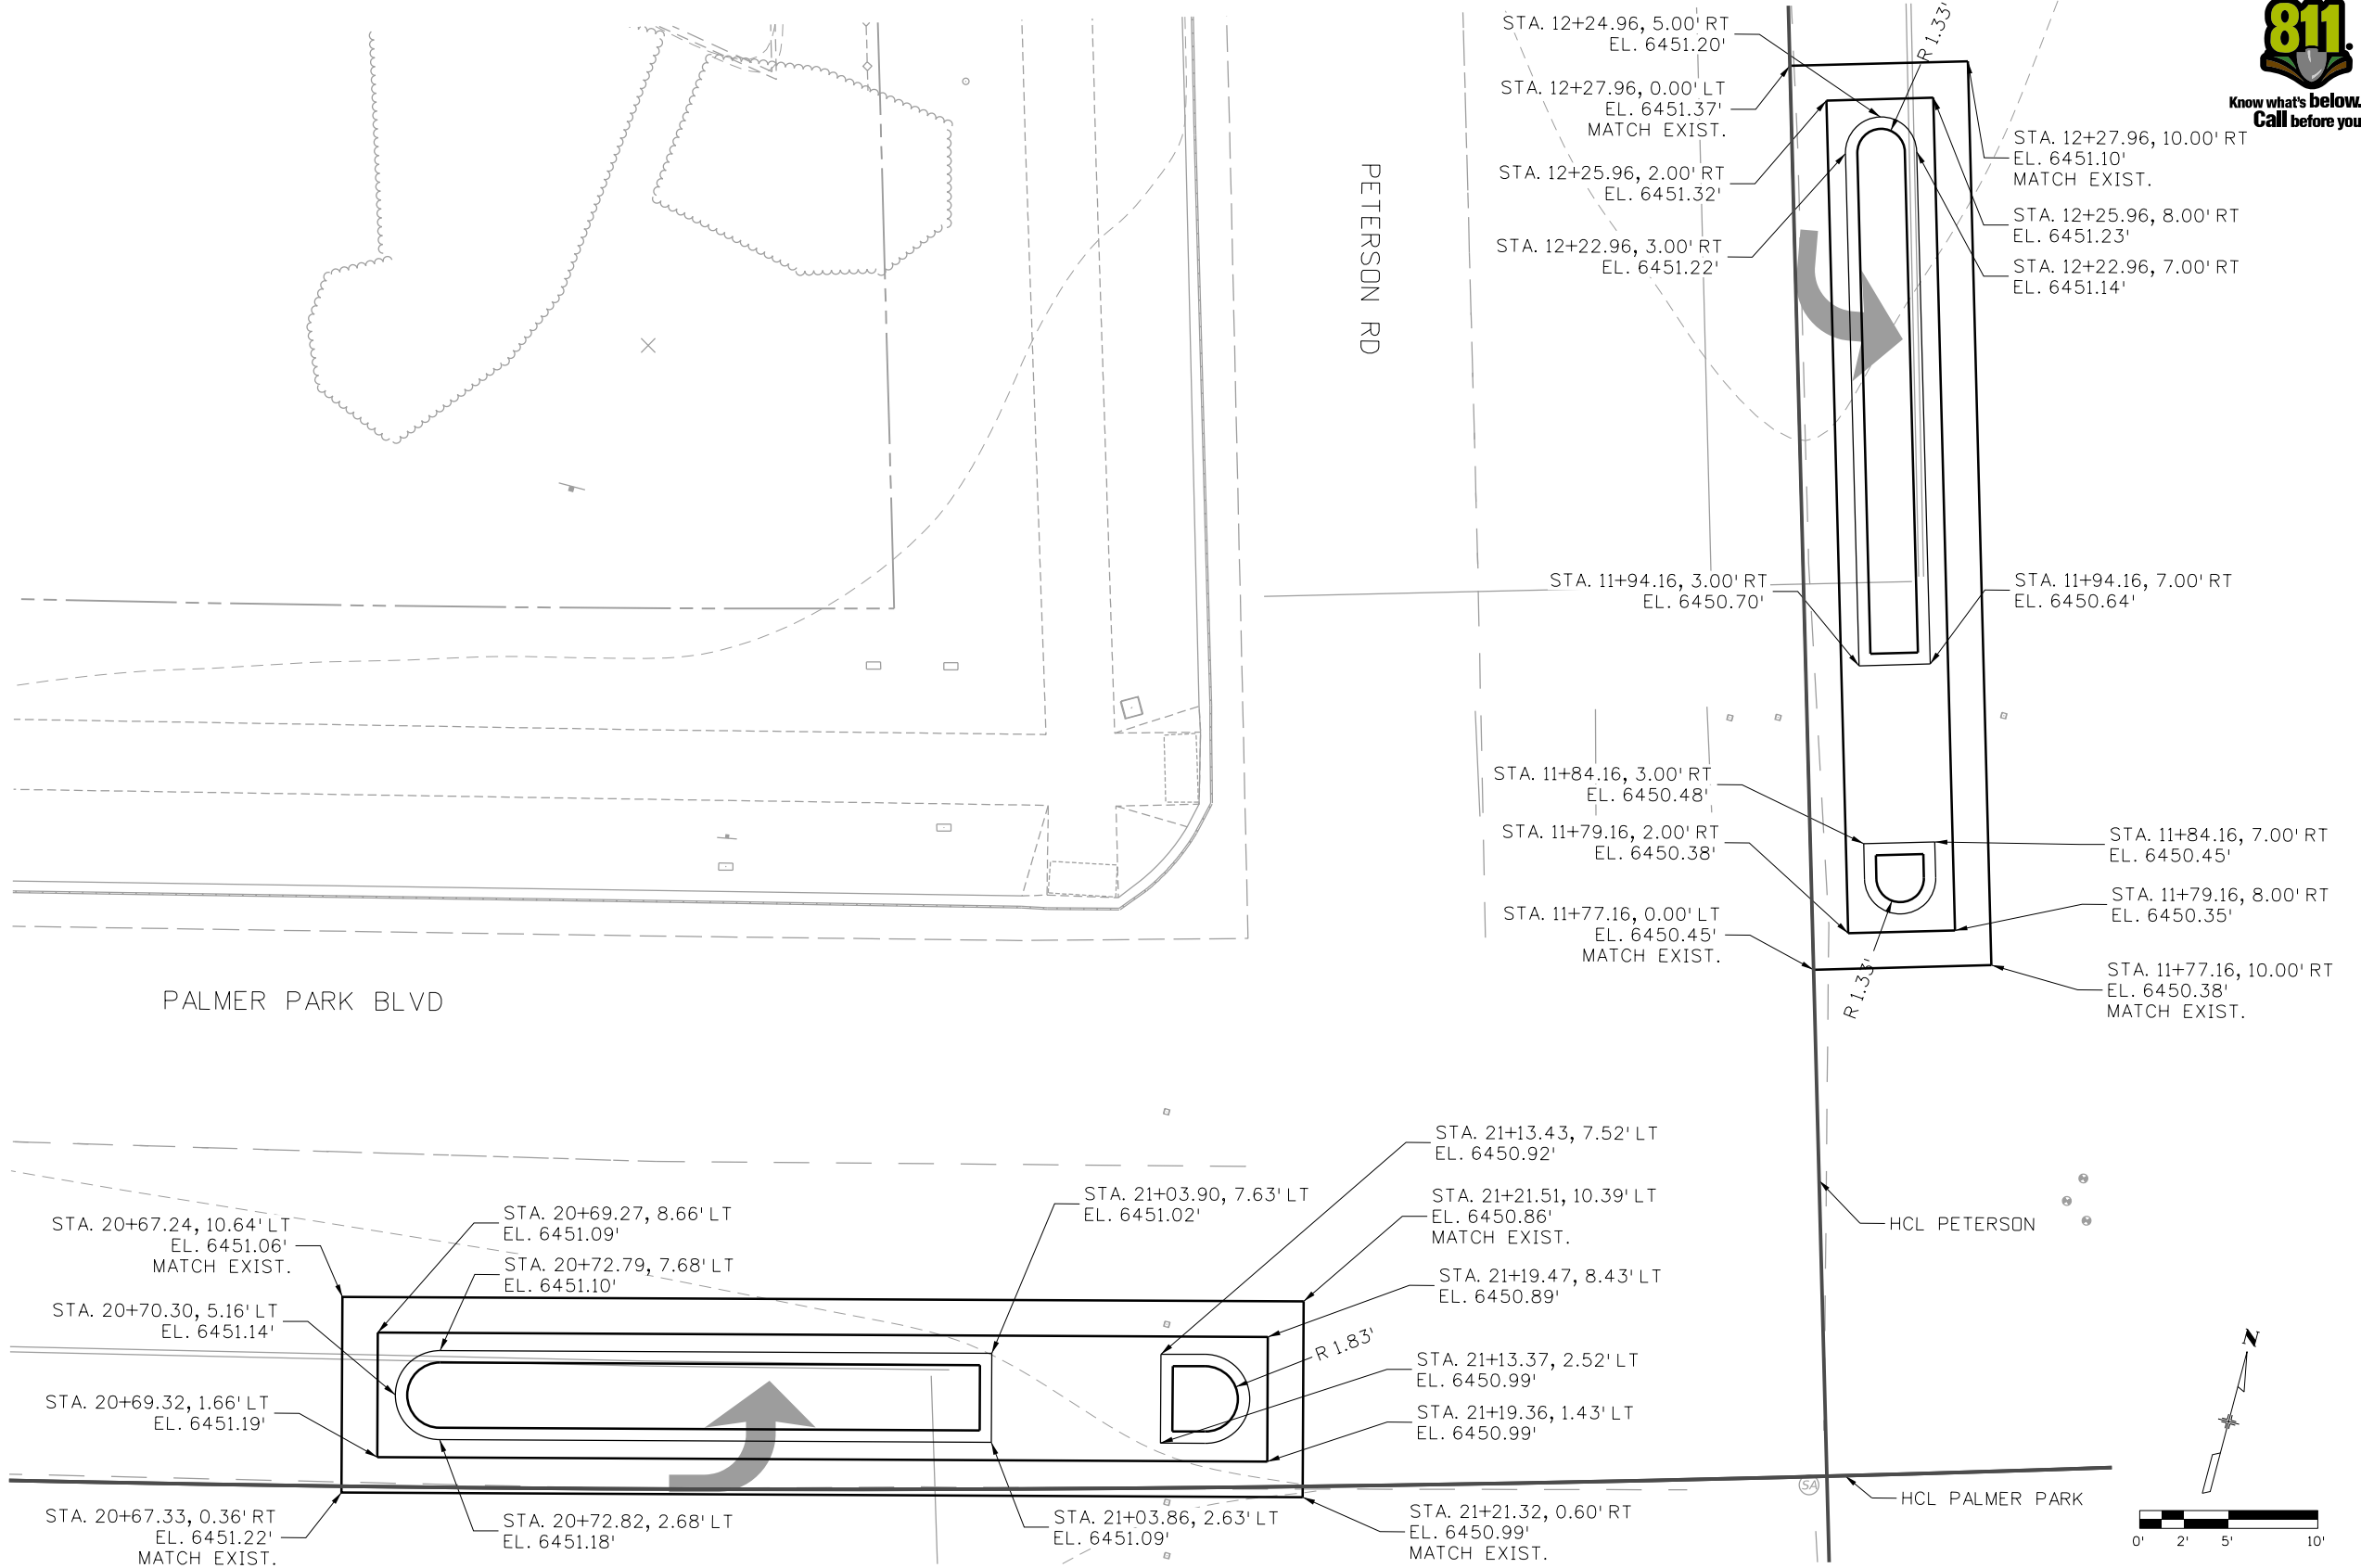 STA. 12+24.96, 5.00' RT
EL. 6451.20'
R 1.33'
811.
Know what's below.
Call before you
STA. 12+27.96, 0.00' LT
EL. 6451.37'
MATCH EXIST.
STA. 12+27.96, 10.00' RT
EL. 6451.10'
MATCH EXIST.
STA. 12+25.96, 2.00' RT
EL. 6451.32'
STA. 12+25.96, 8.00' RT
EL. 6451.23'
STA. 12+22.96, 3.00' RT
EL. 6451.22'
STA. 12+22.96, 7.00' RT
EL. 6451.14'
PETERSON RD
STA. 11+94.16, 3.00' RT
EL. 6450.70'
STA. 11+94.16, 7.00' RT
EL. 6450.64'
STA. 11+84.16, 3.00' RT
EL. 6450.48'
STA. 11+84.16, 7.00' RT
EL. 6450.45'
STA. 11+79.16, 2.00' RT
EL. 6450.38'
STA. 11+79.16, 8.00' RT
EL. 6450.35'
STA. 11+77.16, 0.00' LT
EL. 6450.45'
MATCH EXIST.
STA. 11+77.16, 10.00' RT
EL. 6450.38'
MATCH EXIST.
R 1.33'
PALMER PARK BLVD
STA. 21+13.43, 7.52' LT
EL. 6450.92'
STA. 21+03.90, 7.63' LT
EL. 6451.02'
STA. 21+21.51, 10.39' LT
EL. 6450.86'
MATCH EXIST.
STA. 20+69.27, 8.66' LT
EL. 6451.09'
STA. 20+67.24, 10.64' LT
EL. 6451.06'
MATCH EXIST.
HCL PETERSON
STA. 20+72.79, 7.68' LT
EL. 6451.10'
STA. 21+19.47, 8.43' LT
EL. 6450.89'
STA. 20+70.30, 5.16' LT
EL. 6451.14'
R 1.83'
N
STA. 21+13.37, 2.52' LT
EL. 6450.99'
STA. 20+69.32, 1.66' LT
EL. 6451.19'
STA. 21+19.36, 1.43' LT
EL. 6450.99'
SA
HCL PALMER PARK
STA. 20+67.33, 0.36' RT
EL. 6451.22'
MATCH EXIST.
STA. 20+72.82, 2.68' LT
EL. 6451.18'
STA. 21+03.86, 2.63' LT
EL. 6451.09'
STA. 21+21.32, 0.60' RT
EL. 6450.99'
MATCH EXIST.
0' 2' 5' 10'